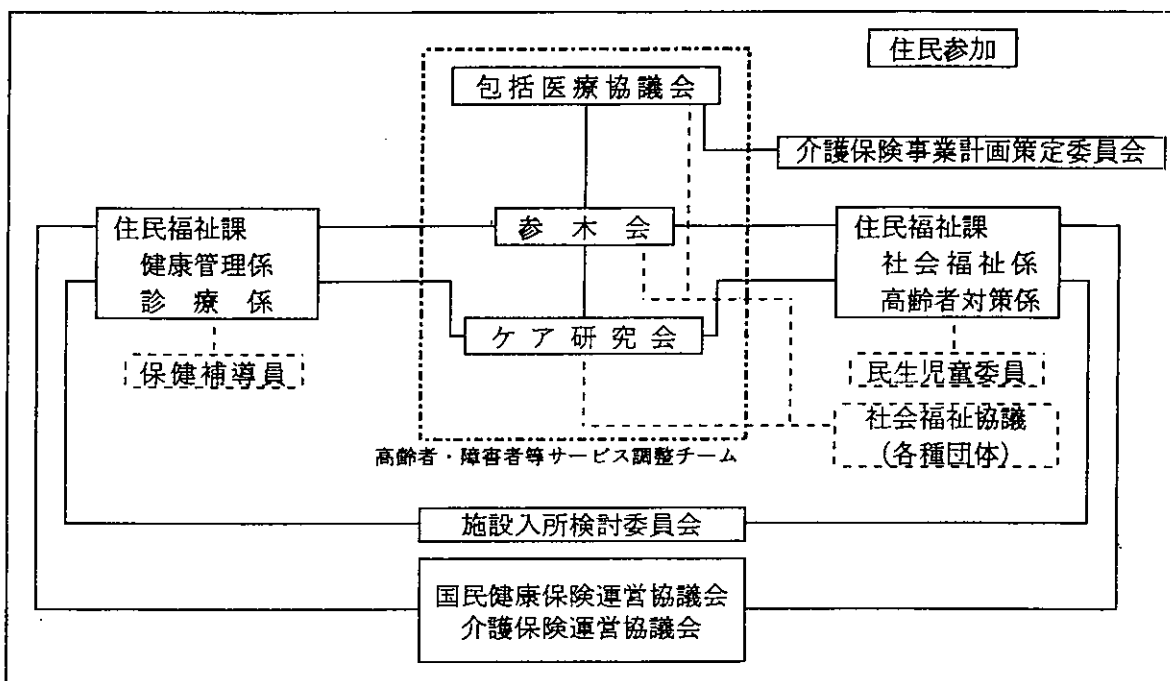 住民参加
包括医療協議会
介護保険事業計画策定委員会
住民福祉課
健康管理係
診療係
参木会
住民福祉課
社会福祉係
高齢者対策係
ケア研究会
保健補導員
民生児童委員
社会福祉協議
(各種団体)
高齢者・障害者等サービス調整チーム
施設入所検討委員会
国民健康保険運営協議会
介護保険運営協議会